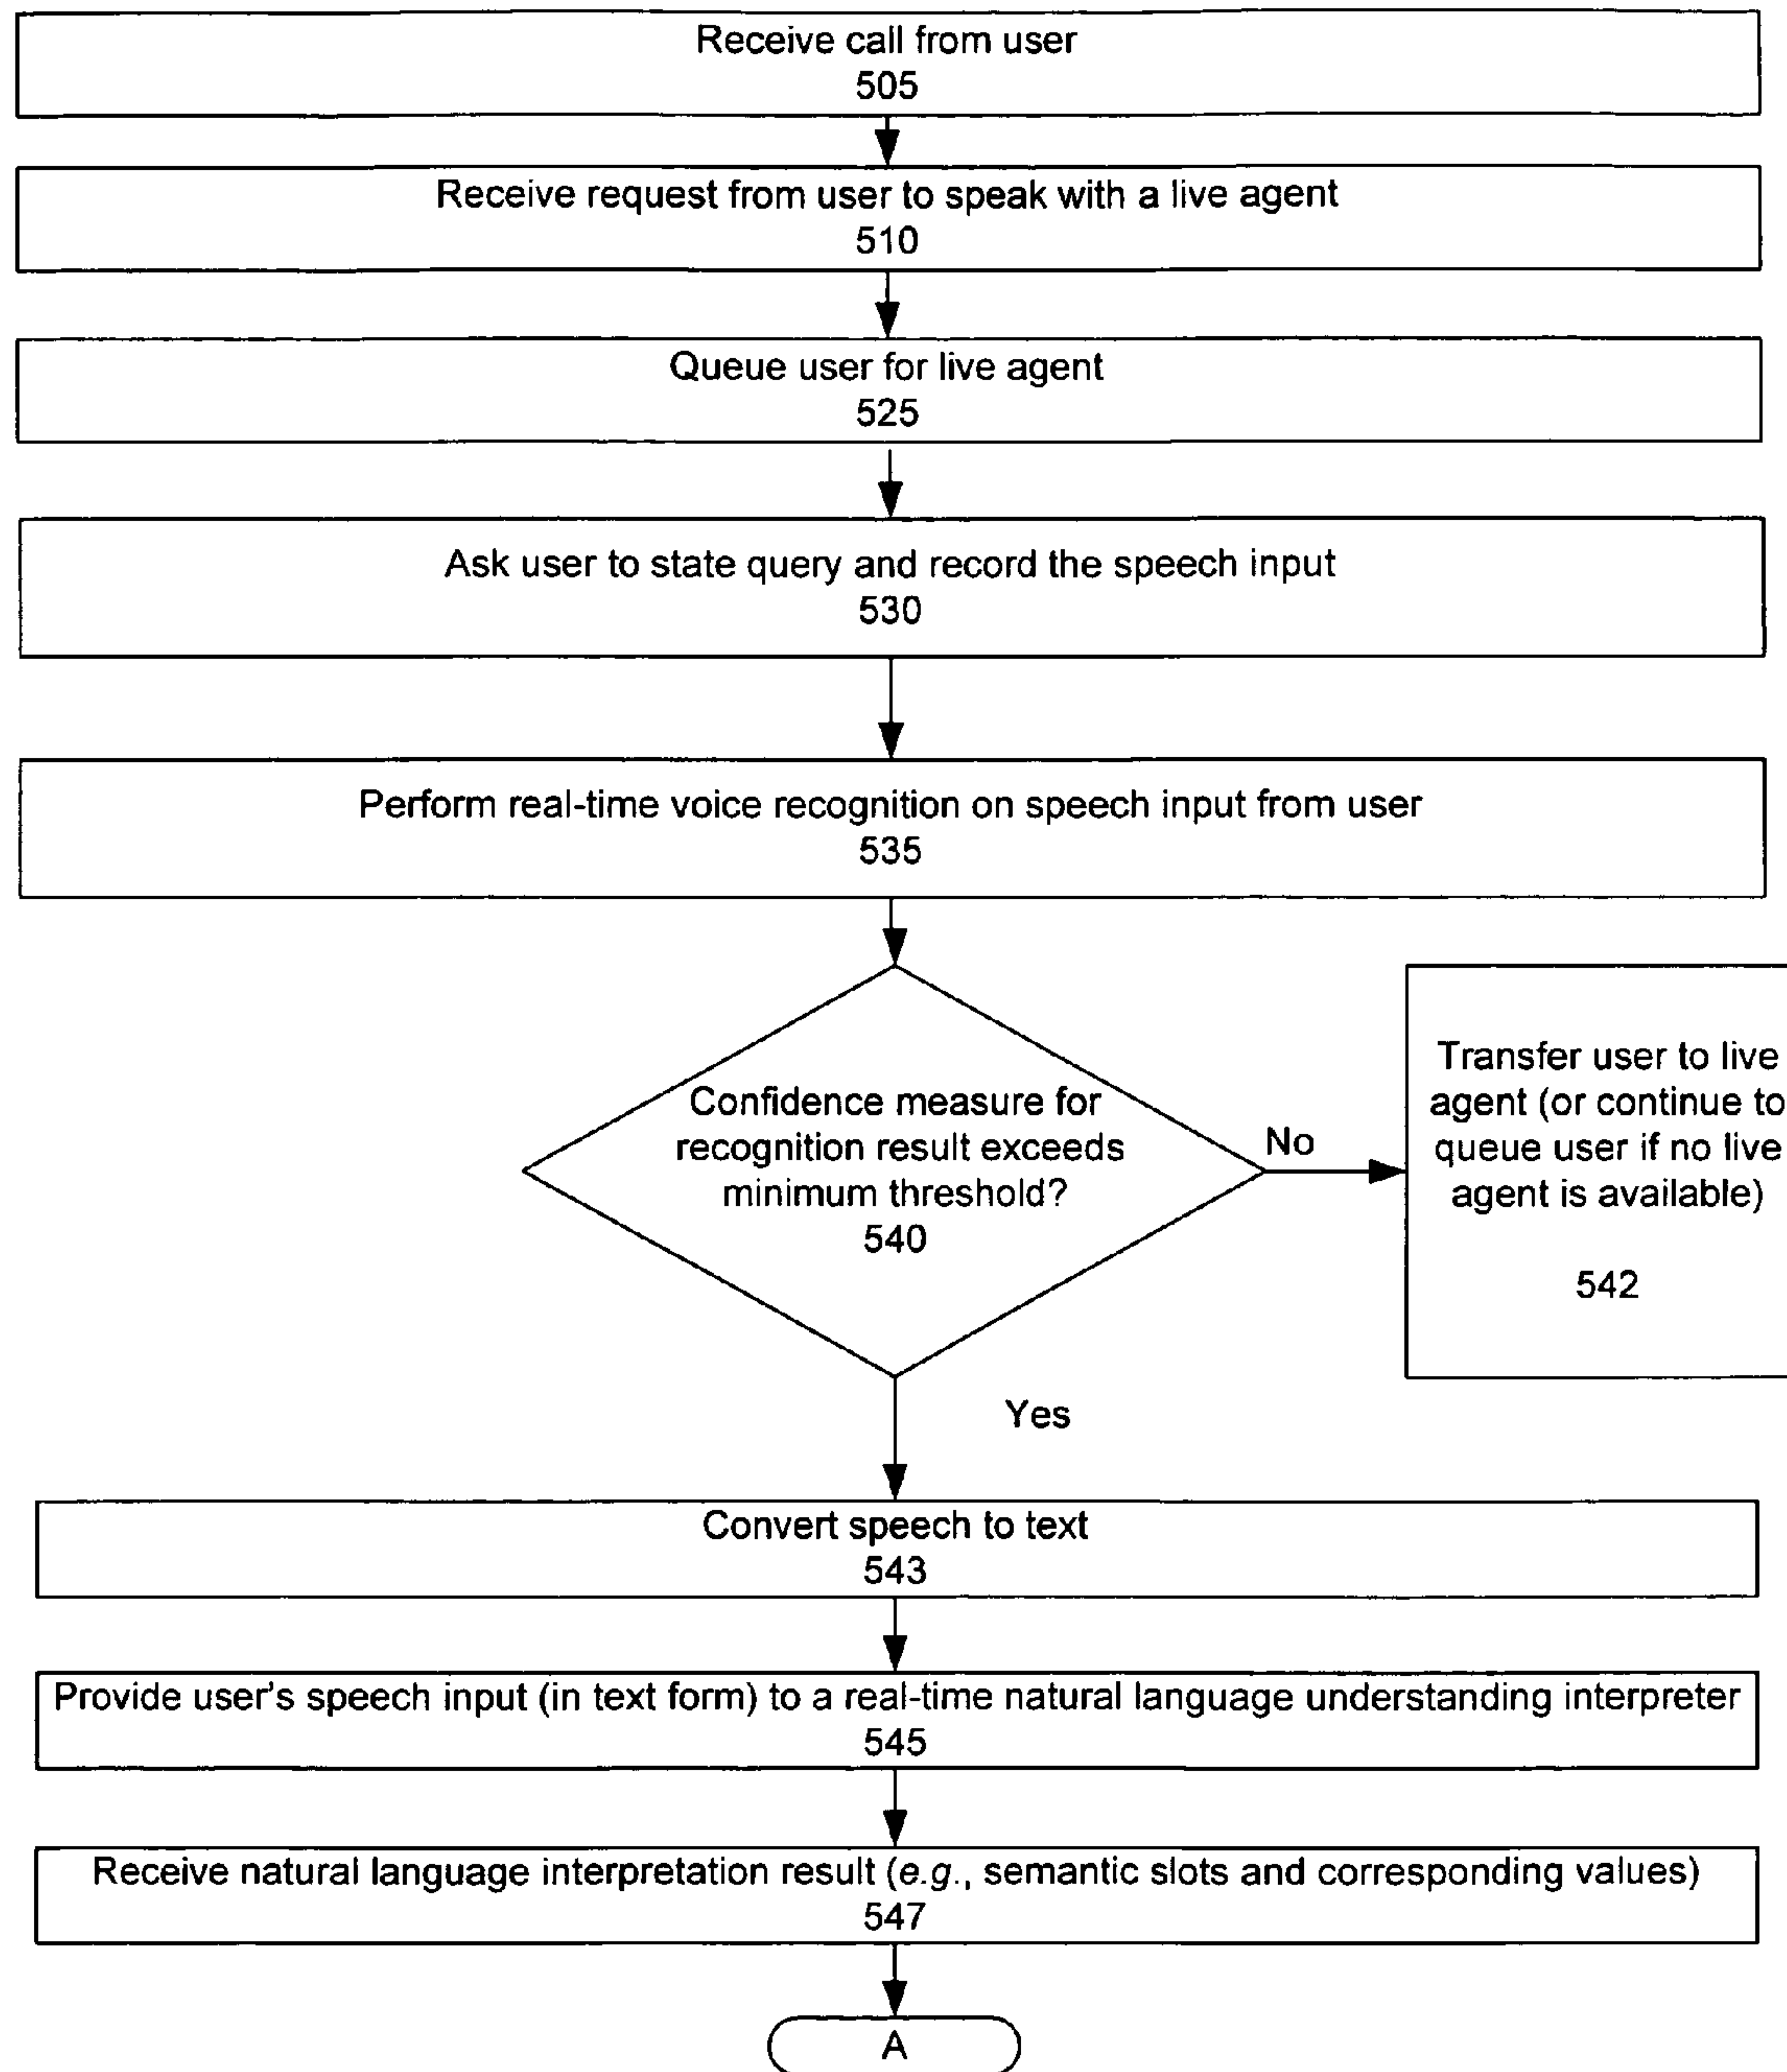 Receive call from user
505
Receive request from user to speak with a live agent
510
Queue user for live agent
525
Ask user to state query and record the speech input
530
Perform real-time voice recognition on speech input from user
535
Confidence measure for
recognition result exceeds
minimum threshold?
540
No
Transfer user to live
agent (or continue to
queue user if no live
agent is available)
542
Yes
Convert speech to text
543
Provide user's speech input (in text form) to a real-time natural language understanding interpreter
545
Receive natural language interpretation result (e.g., semantic slots and corresponding values)
547
A